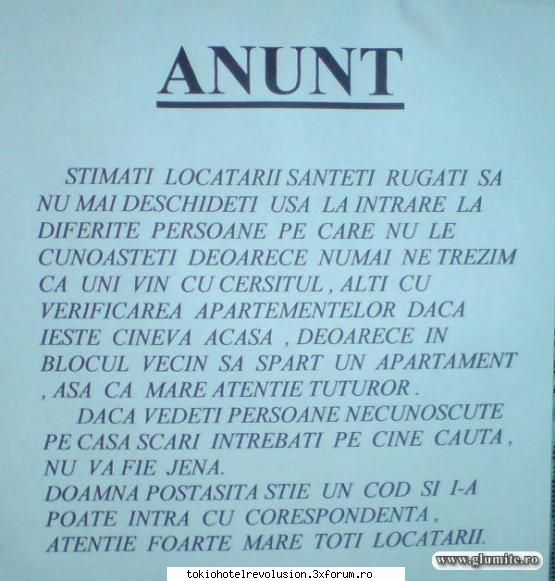 ANUNT
STIMATI LOCATARII SANTETI RUGATI SA
NU MAI DESCHIDETI USA LA INTRARE LA
DIFERITE PERSOANE PE CARE NU LE
CUNOASTETI DEOARECE NUMAI NE TREZIM
CA UNI VIN CU CERSITUL , ALTI CU
VERIFICAREA APARTEMENTELOR DACA
IESTE CINEVA ACASA , DEOARECE IN
BLOCUL VECIN SA SPART UN APARTAMENT
, ASA CA MARE ATENTIE TUTUROR .
DACA VEDETI PERSOANE NECUNOSCUTE
PE CASA SCARI INTREBATI PE CINE CAUTA ,
NU VA FIE JENA.
DOAMNA POSTASITA STIE UN COD SI I-A
POATE INTRA CU CORESPONDENTA ,
ATENTIE FOARTE MARE TOTI LOCATARII.
www.glumite.ro
tokiohotelrevolusion.3xforum.ro